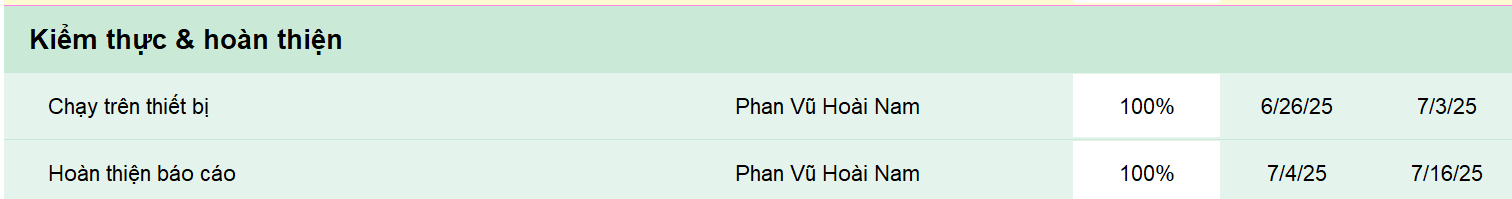 Kiểm thực & hoàn thiện
Chạy trên thiết bị Phan Vũ Hoài Nam 100% 6/26/25 7/3/25
Hoàn thiện báo cáo Phan Vũ Hoài Nam 100% 7/4/25 7/16/25